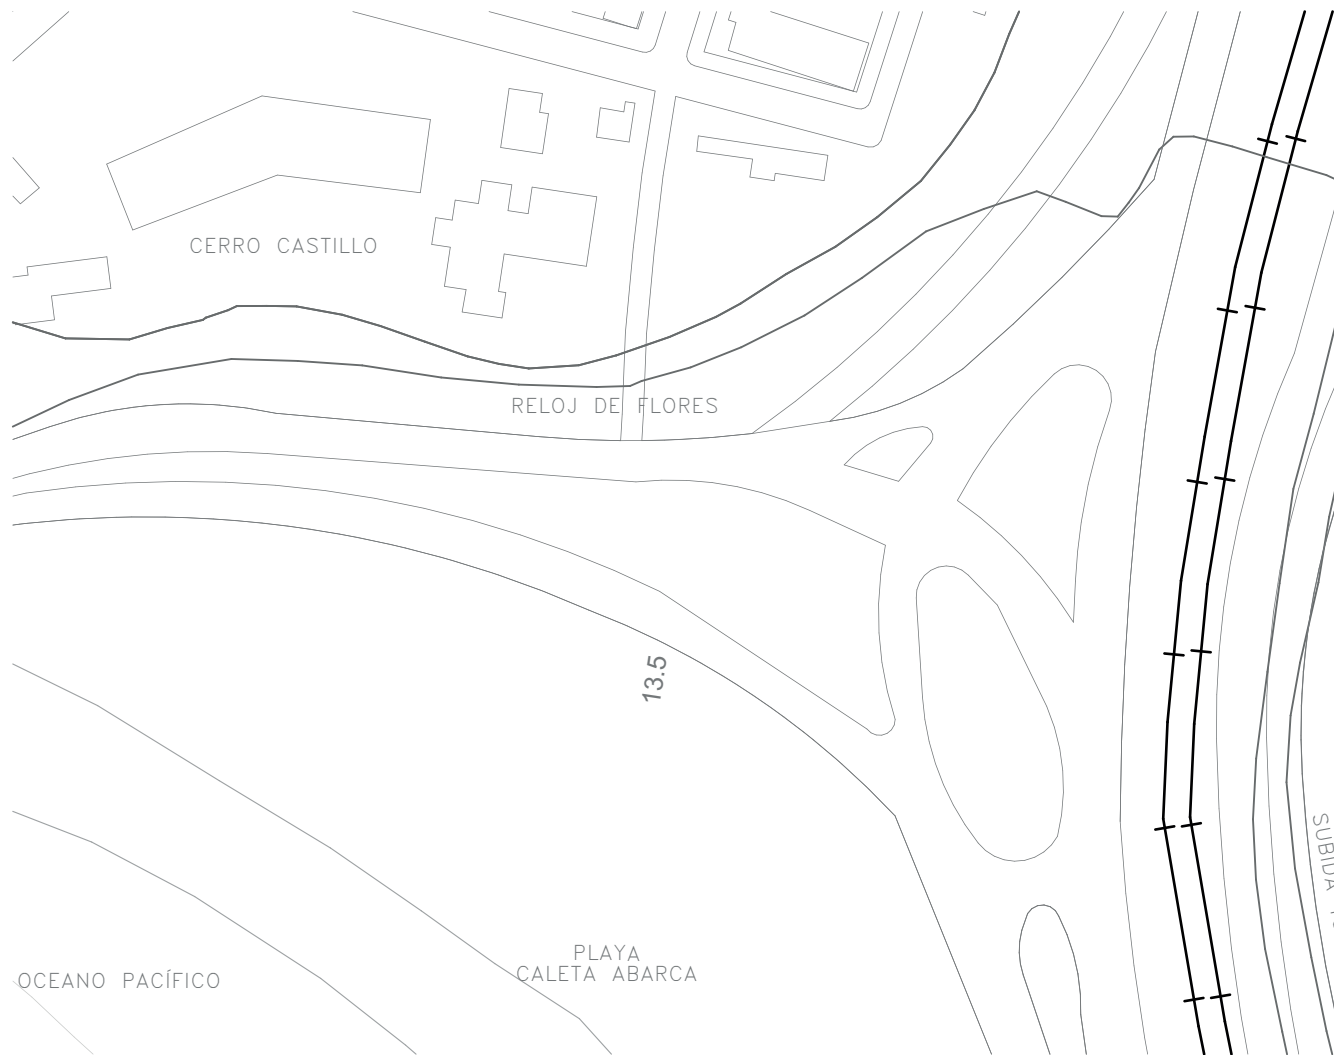 CERRO CASTILLO
RELOJ DE FLORES
13.5
SUBIDA
PLAYA
CALETA ABARCA
OCEANO PACÍFICO